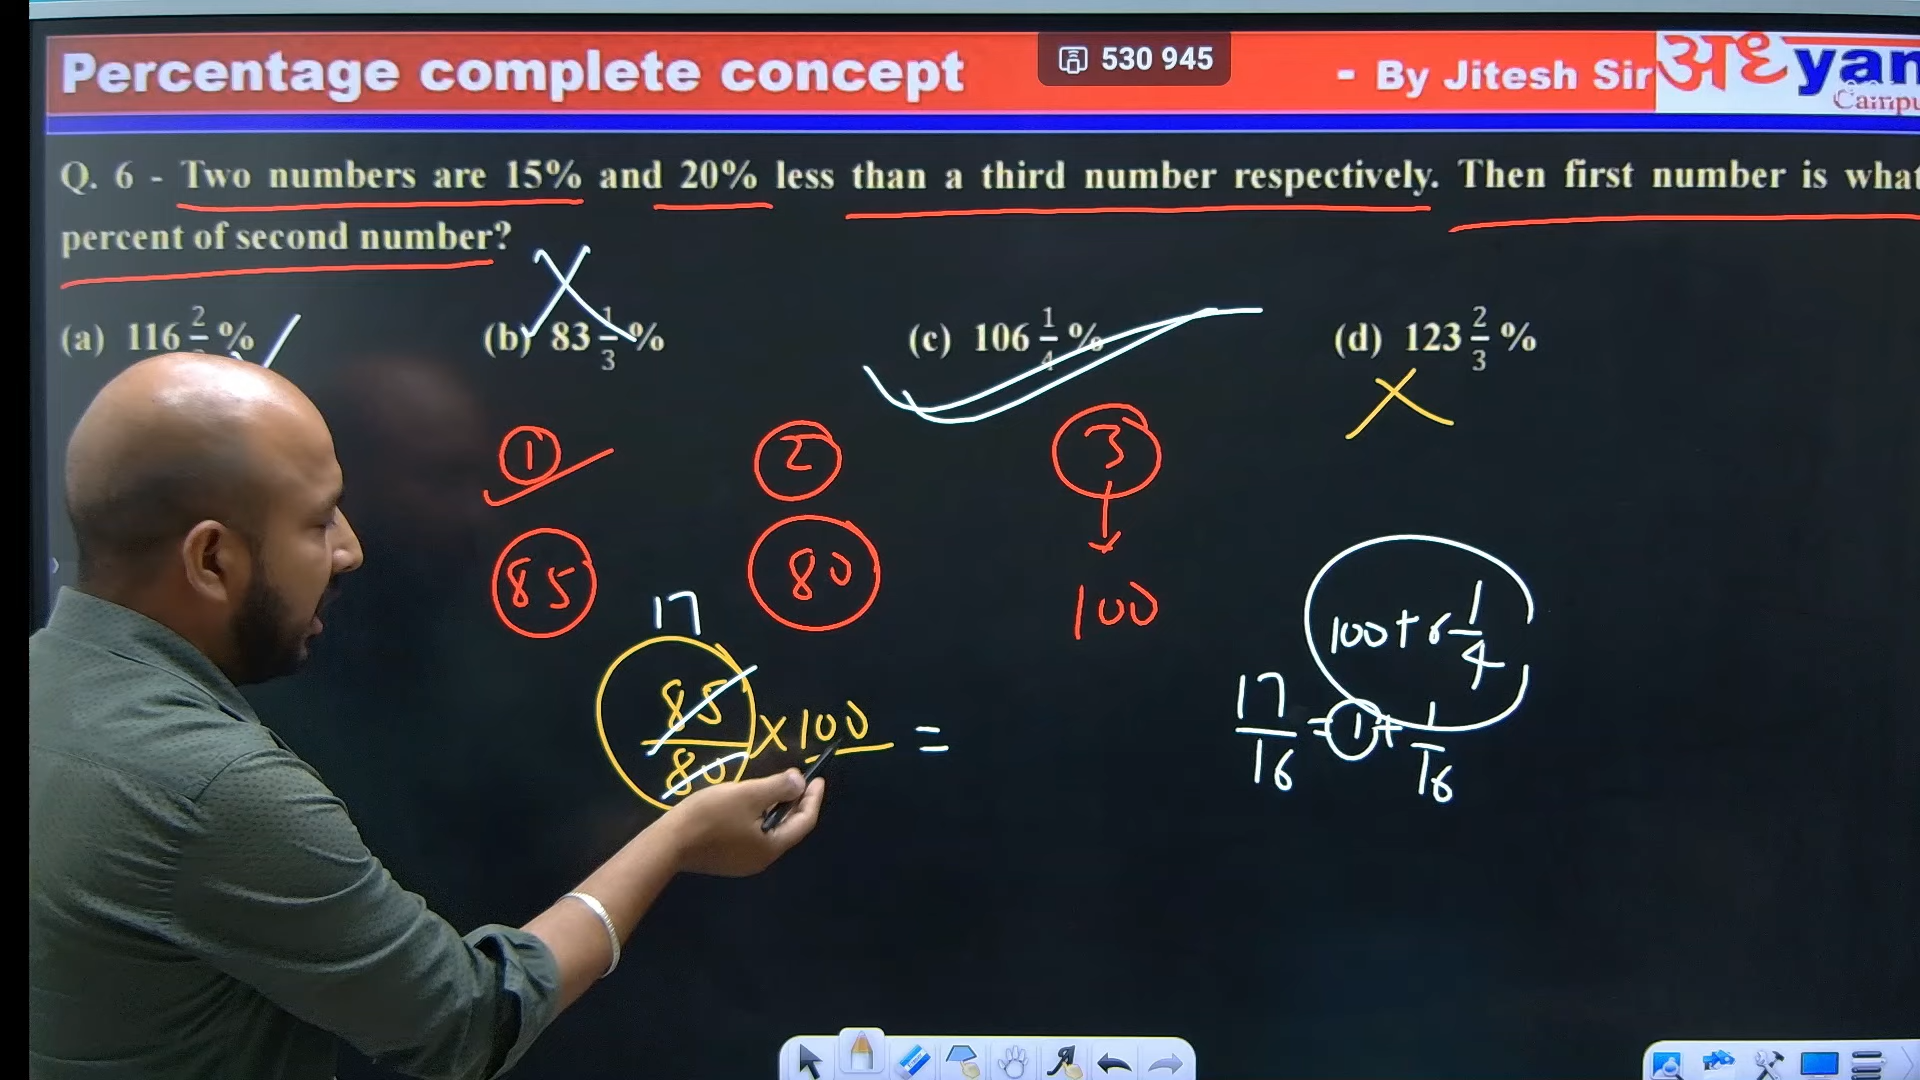 Percentage complete concept
530 945
- By Jitesh Sir
अध्yan
Campu
Q. 6 - Two numbers are 15% and 20% less than a third number respectively. Then first number is what
percent of second number?
(a) 116 2/ %
(b) 83 1/3 %
(c) 106 1/4 %
(d) 123 2/3 %
1 2 3
85 80 100
17
85/80 × 100 =
100 + 6 1/4
17/16 = 1 + 1/16